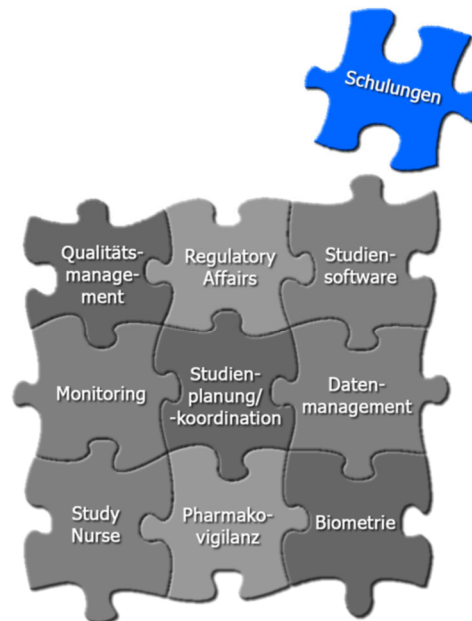 Schulungen
Qualitäts-
manage-
ment
Regulatory
Affairs
Studien-
software
Monitoring
Studien-
planung/
-koordination
Daten-
management
Study
Nurse
Pharmako-
vigilanz
Biometrie